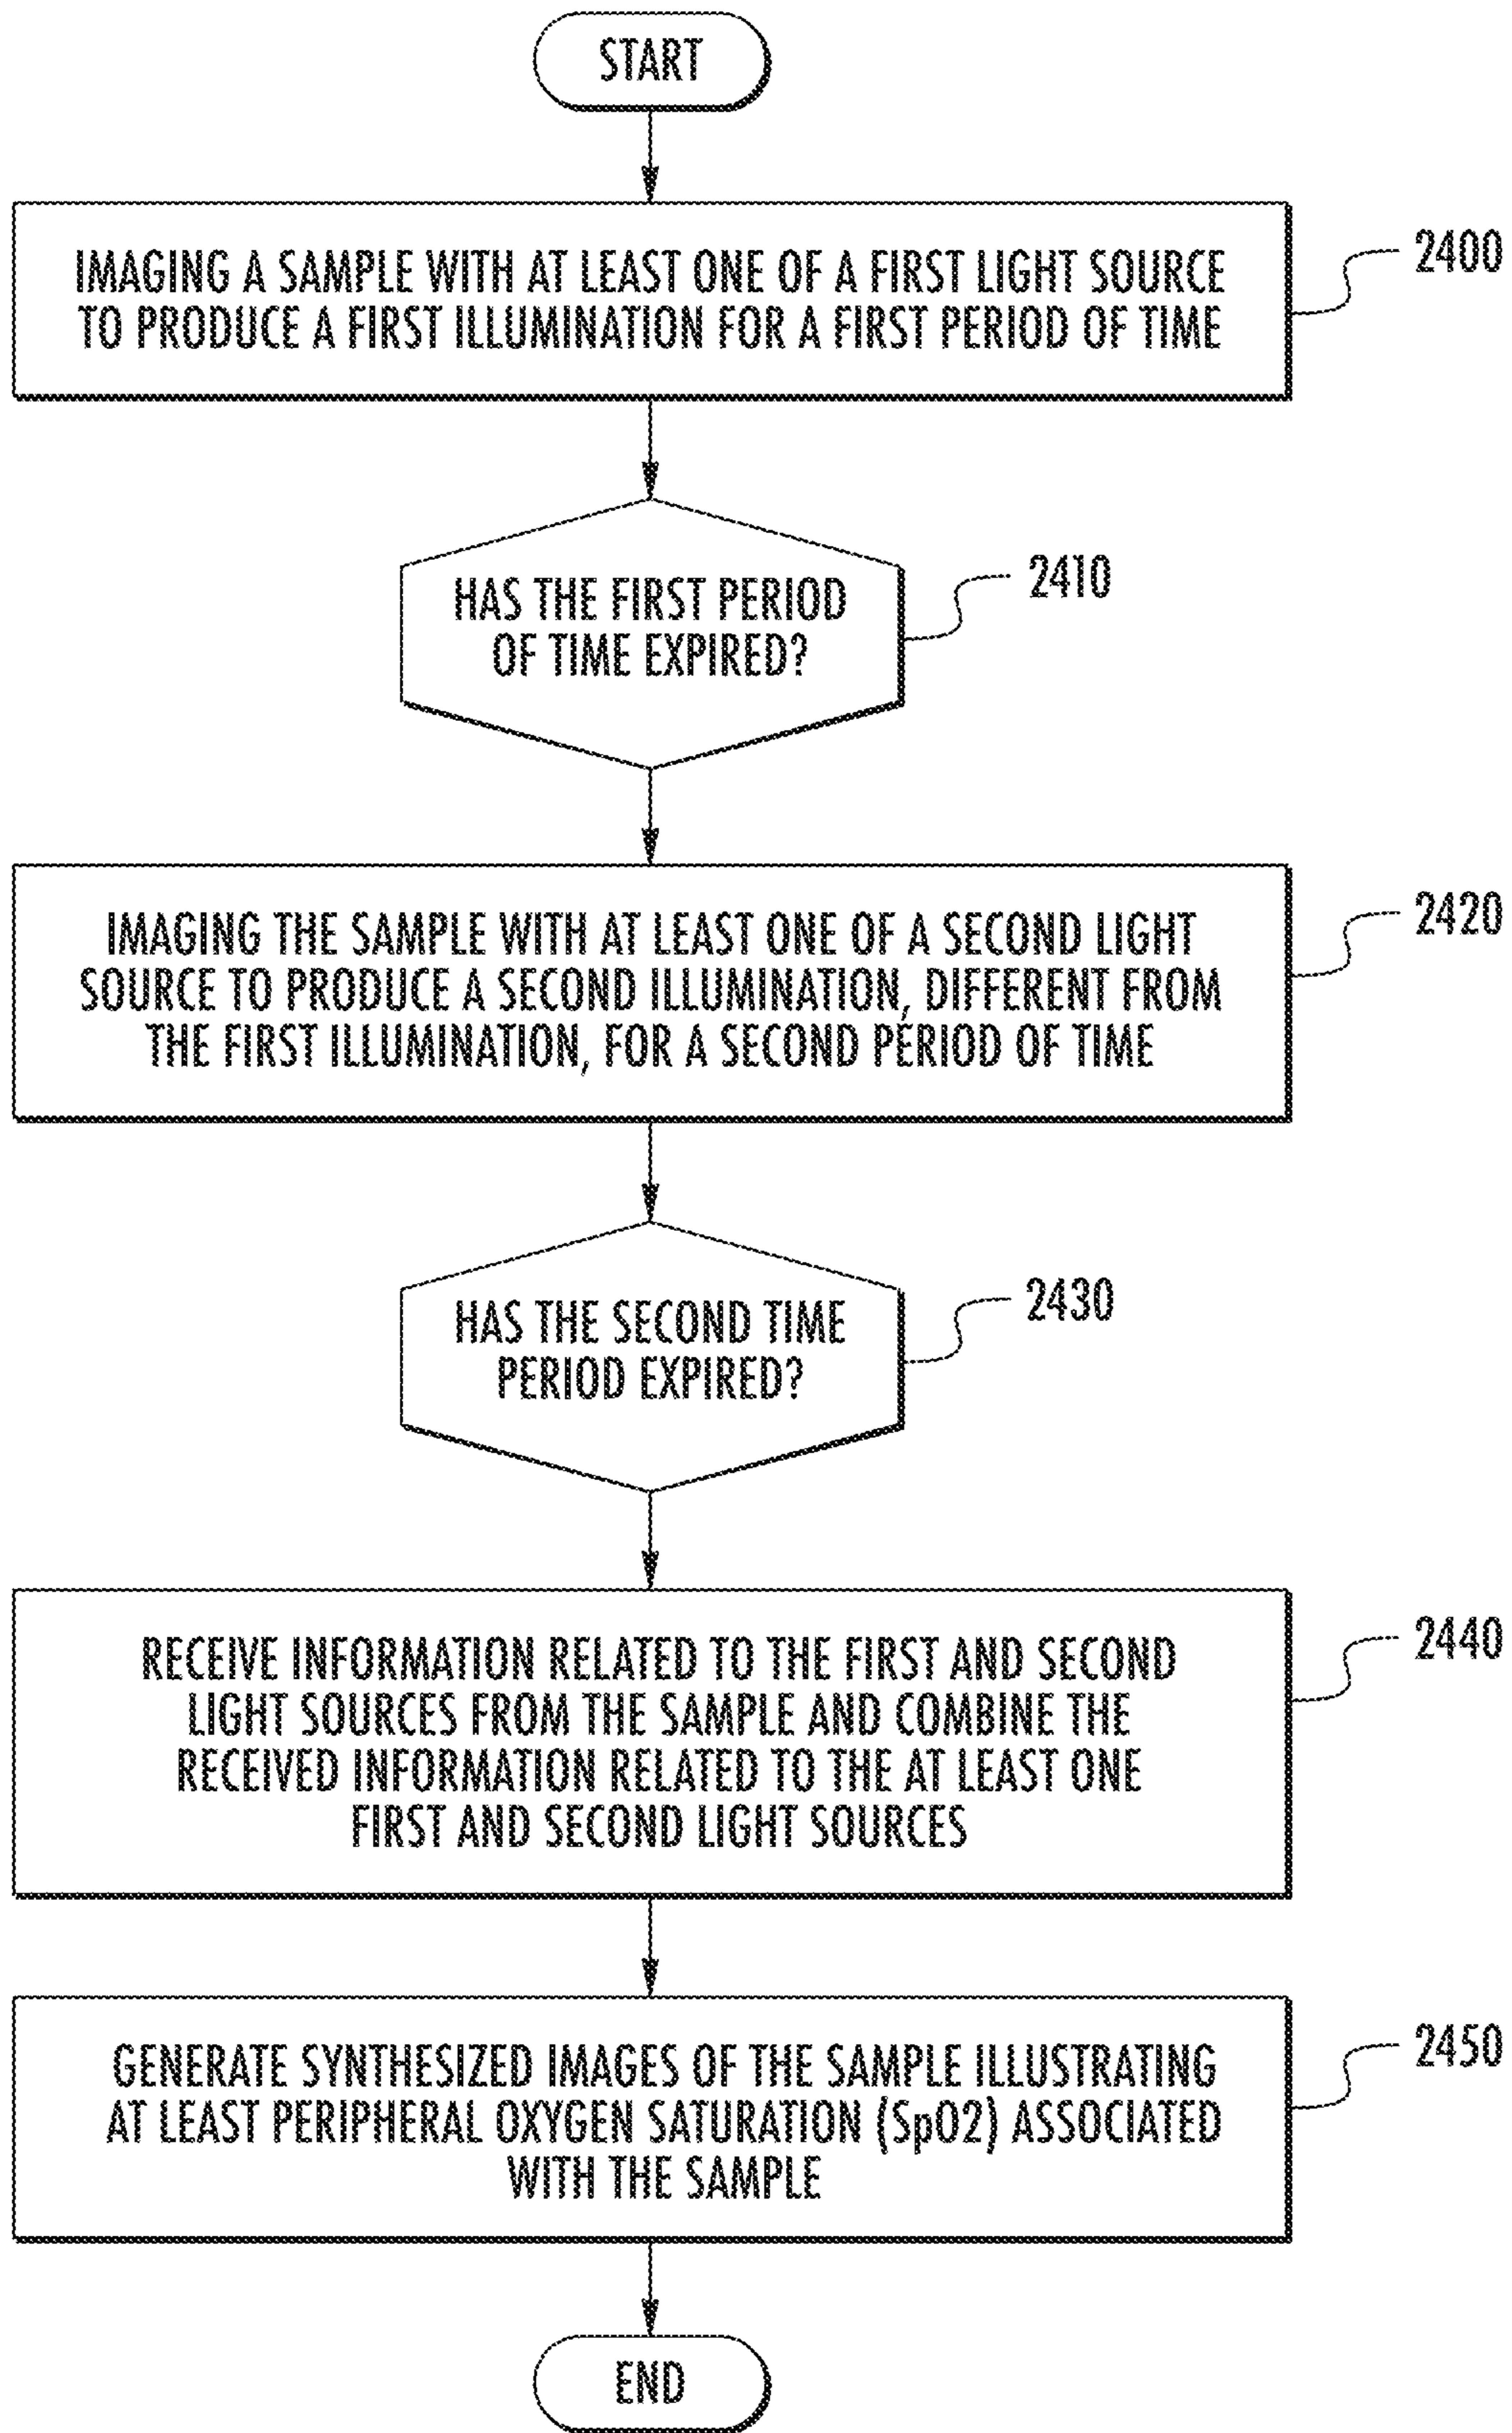 START
IMAGING A SAMPLE WITH AT LEAST ONE OF A FIRST LIGHT SOURCE
TO PRODUCE A FIRST ILLUMINATION FOR A FIRST PERIOD OF TIME
2400
HAS THE FIRST PERIOD
OF TIME EXPIRED?
2410
IMAGING THE SAMPLE WITH AT LEAST ONE OF A SECOND LIGHT
SOURCE TO PRODUCE A SECOND ILLUMINATION, DIFFERENT FROM
THE FIRST ILLUMINATION, FOR A SECOND PERIOD OF TIME
2420
HAS THE SECOND TIME
PERIOD EXPIRED?
2430
RECEIVE INFORMATION RELATED TO THE FIRST AND SECOND
LIGHT SOURCES FROM THE SAMPLE AND COMBINE THE
RECEIVED INFORMATION RELATED TO THE AT LEAST ONE
FIRST AND SECOND LIGHT SOURCES
2440
GENERATE SYNTHESIZED IMAGES OF THE SAMPLE ILLUSTRATING
AT LEAST PERIPHERAL OXYGEN SATURATION (SpO2) ASSOCIATED
WITH THE SAMPLE
2450
END